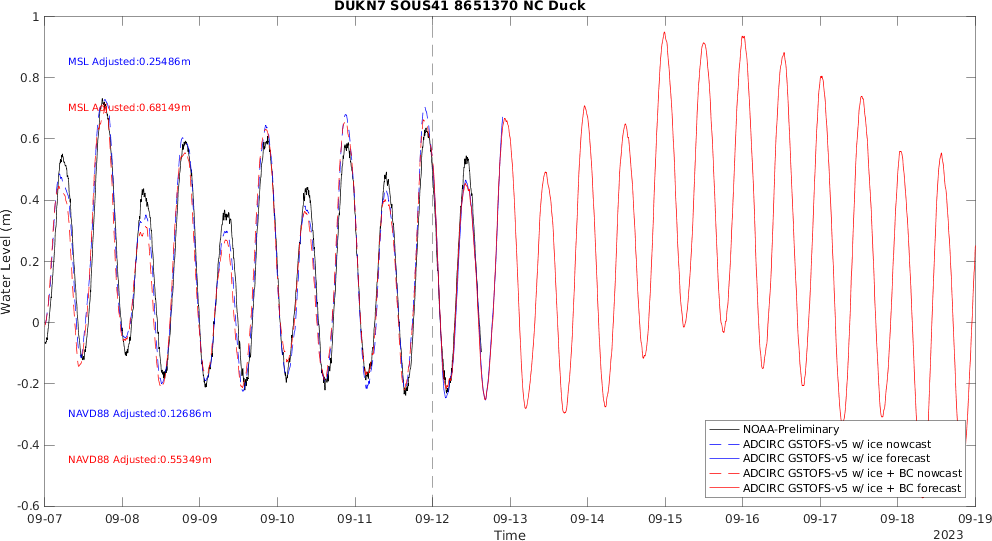 DUKN7 SOUS41 8651370 NC Duck
1
0.8
0.6
0.4
0.2
0
-0.2
-0.4
-0.6
Water Level (m)
MSL Adjusted:0.25486m
MSL Adjusted:0.68149m
NAVD88 Adjusted:0.12686m
NAVD88 Adjusted:0.55349m
NOAA-Preliminary
ADCIRC GSTOFS-v5 w/ ice nowcast
ADCIRC GSTOFS-v5 w/ ice forecast
ADCIRC GSTOFS-v5 w/ ice + BC nowcast
ADCIRC GSTOFS-v5 w/ ice + BC forecast
09-07 09-08 09-09 09-10 09-11 09-12 09-13 09-14 09-15 09-16 09-17 09-18 09-19
Time
2023